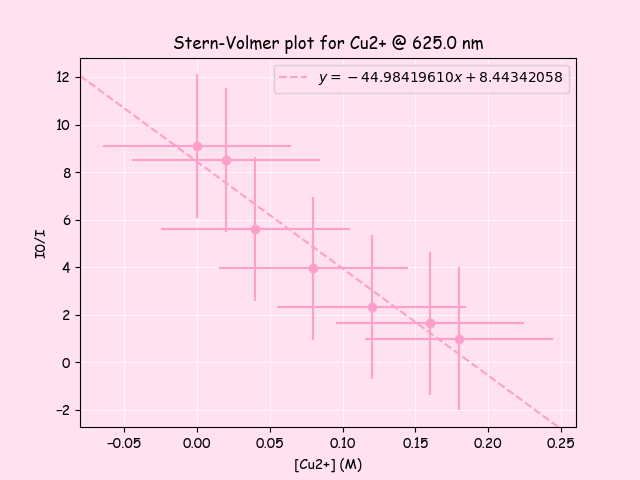 Stern-Volmer plot for Cu2+ @ 625.0 nm
y = −44.98419610x + 8.44342058
12
10
8
6
4
2
0
−2
I0/I
−0.05 0.00 0.05 0.10 0.15 0.20 0.25
[Cu2+] (M)